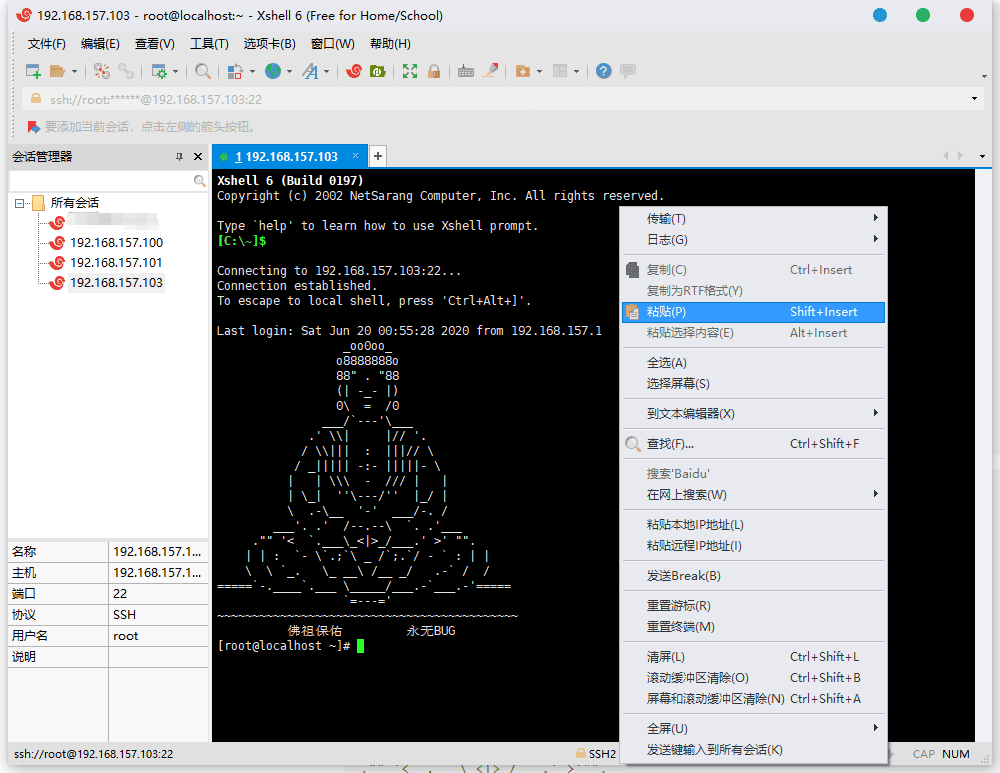 192.168.157.103 - root@localhost:~ - Xshell 6 (Free for Home/School)
文件(F) 编辑(E) 查看(V) 工具(T) 选项卡(B) 窗口(W) 帮助(H)
ssh://root:******@192.168.157.103:22
要添加当前会话，点击左侧的箭头按钮。
会话管理器
所有会话
192.168.157.100
192.168.157.101
192.168.157.103
名称 192.168.157.1...
主机 192.168.157.1...
端口 22
协议 SSH
用户名 root
说明
1 192.168.157.103
Xshell 6 (Build 0197)
Copyright (c) 2002 NetSarang Computer, Inc. All rights reserved.
Type `help' to learn how to use Xshell prompt.
[C:\~]$
Connecting to 192.168.157.103:22...
Connection established.
To escape to local shell, press 'Ctrl+Alt+]'.
Last login: Sat Jun 20 00:55:28 2020 from 192.168.157.1
_oo0oo_
o8888888o
88" . "88
(| -_- |)
0\ = /0
___/`---'\___
.' \\| |// '.
/ \\||| : |||// \
/ _||||| -:- |||||- \
| | \\\ - /// | |
| \_| ''\---/'' |_/ |
\ .-\__ '-' ___/-. /
___'. .' /--.--\ `. .'___
."" '< `.___\_<|>_/___.' >' "".
| | : `- \`.;`\ _ /`;.`/ - ` : | |
\ \ `_. \_ __\ /__ _/ .-` / /
=====`-.____`.___ \_____/___.-`___.-'=====
`=---='
~~~~~~~~~~~~~~~~~~~~~~~~~~~~~~~~~~~~~~~~~~~
佛祖保佑 永无BUG
[root@localhost ~]#
传输(T)
日志(G)
复制(C) Ctrl+Insert
复制为RTF格式(Y)
粘贴(P) Shift+Insert
粘贴选择内容(E) Alt+Insert
全选(A)
选择屏幕(S)
到文本编辑器(X)
查找(F)... Ctrl+Shift+F
搜索'Baidu'
在网上搜索(W)
粘贴本地IP地址(L)
粘贴远程IP地址(I)
发送Break(B)
重置游标(R)
重置终端(M)
清屏(L) Ctrl+Shift+L
滚动缓冲区清除(O) Ctrl+Shift+B
屏幕和滚动缓冲区清除(N) Ctrl+Shift+A
全屏(U)
发送键输入到所有会话(K)
ssh://root@192.168.157.103:22 SSH2 CAP NUM